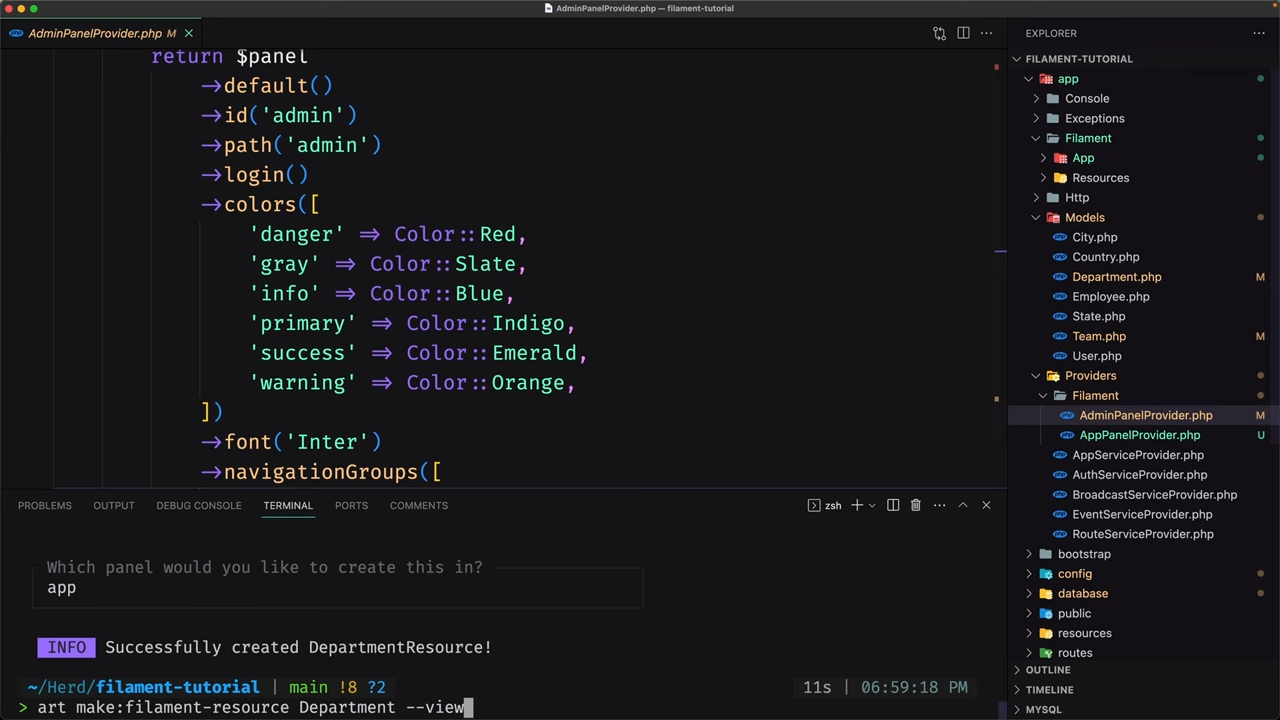 AdminPanelProvider.php — filament-tutorial
AdminPanelProvider.php M
return $panel
->default()
->id('admin')
->path('admin')
->login()
->colors([
'danger' => Color::Red,
'gray' => Color::Slate,
'info' => Color::Blue,
'primary' => Color::Indigo,
'success' => Color::Emerald,
'warning' => Color::Orange,
])
->font('Inter')
->navigationGroups([
PROBLEMS OUTPUT DEBUG CONSOLE TERMINAL PORTS COMMENTS
zsh
Which panel would you like to create this in?
app
INFO Successfully created DepartmentResource!
~/Herd/filament-tutorial | main !8 ?2 11s | 06:59:18 PM
> art make:filament-resource Department --view
EXPLORER
FILAMENT-TUTORIAL
app
Console
Exceptions
Filament
App
Resources
Http
Models
City.php
Country.php
Department.php M
Employee.php
State.php
Team.php M
User.php
Providers
Filament
AdminPanelProvider.php M
AppPanelProvider.php U
AppServiceProvider.php
AuthServiceProvider.php
BroadcastServiceProvider.php
EventServiceProvider.php
RouteServiceProvider.php
bootstrap
config
database
public
resources
routes
OUTLINE
TIMELINE
MYSQL